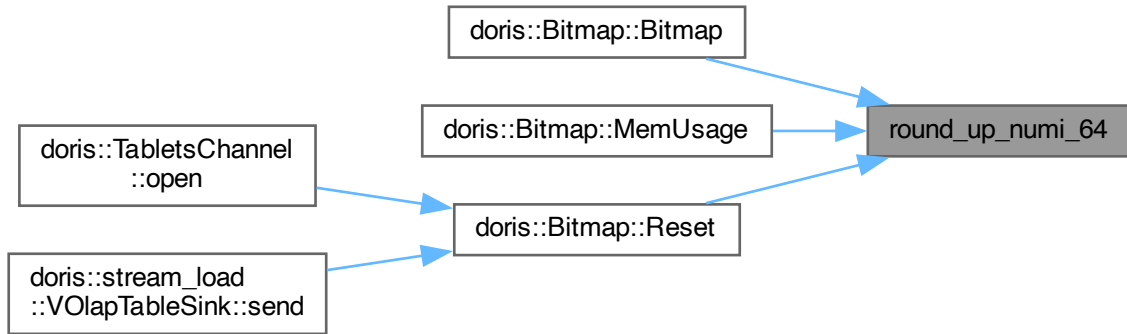 doris::Bitmap::Bitmap
doris::Bitmap::MemUsage
round_up_numi_64
doris::TabletsChannel
::open
doris::Bitmap::Reset
doris::stream_load
::VOlapTableSink::send